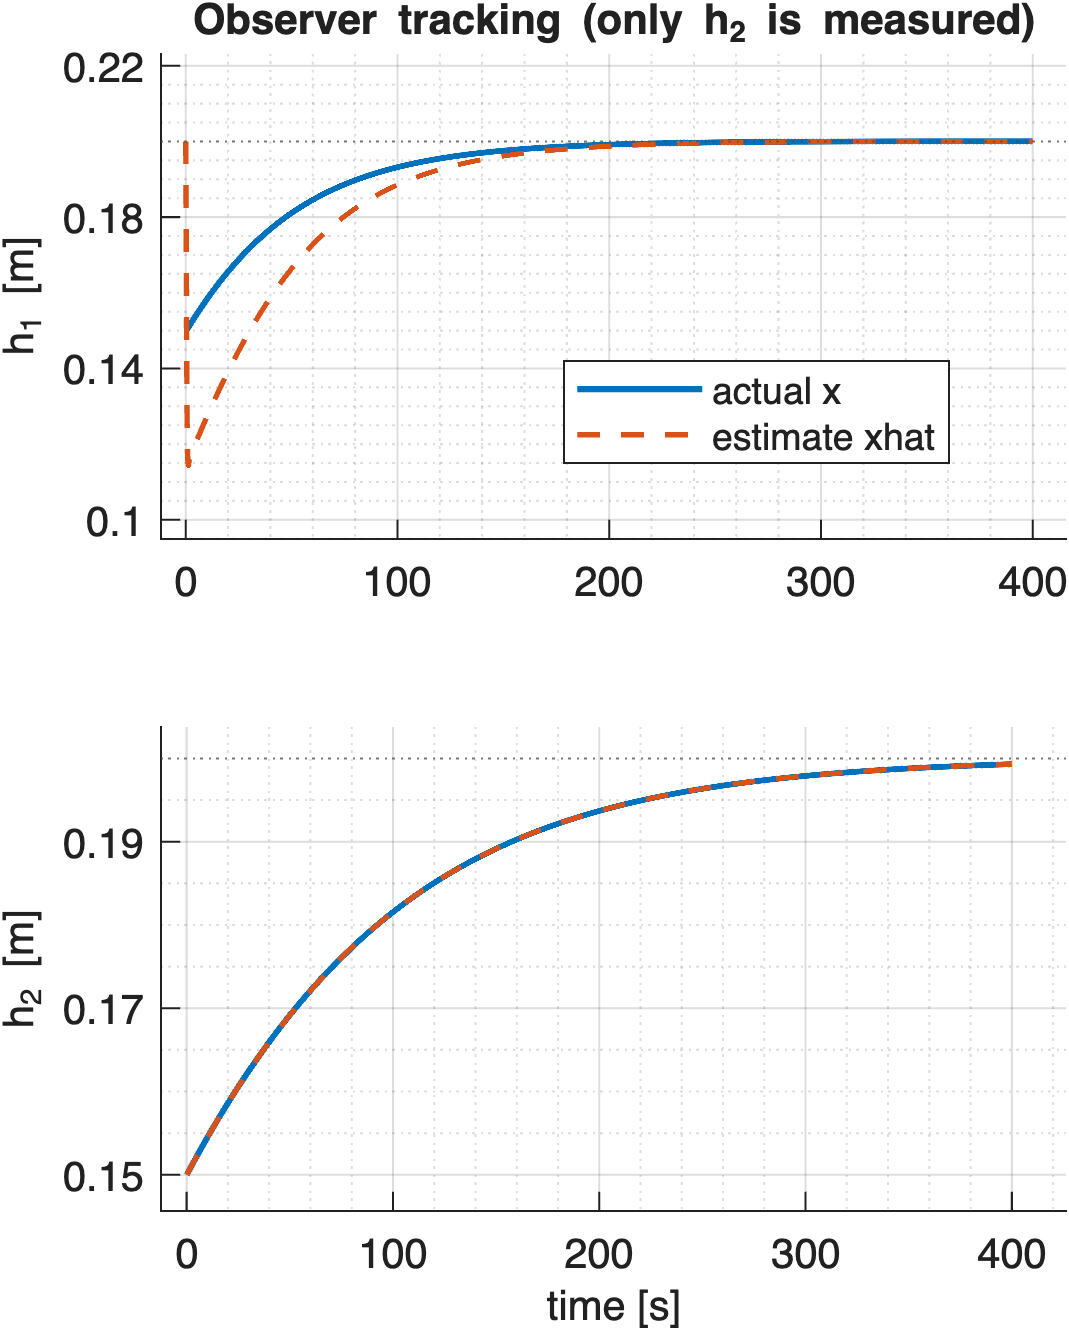 Observer tracking (only h₂ is measured)
0.22
0.18
0.14
0.1
h₁ [m]
actual x
estimate xhat
0 100 200 300 400
0.19
0.17
0.15
h₂ [m]
0 100 200 300 400
time [s]